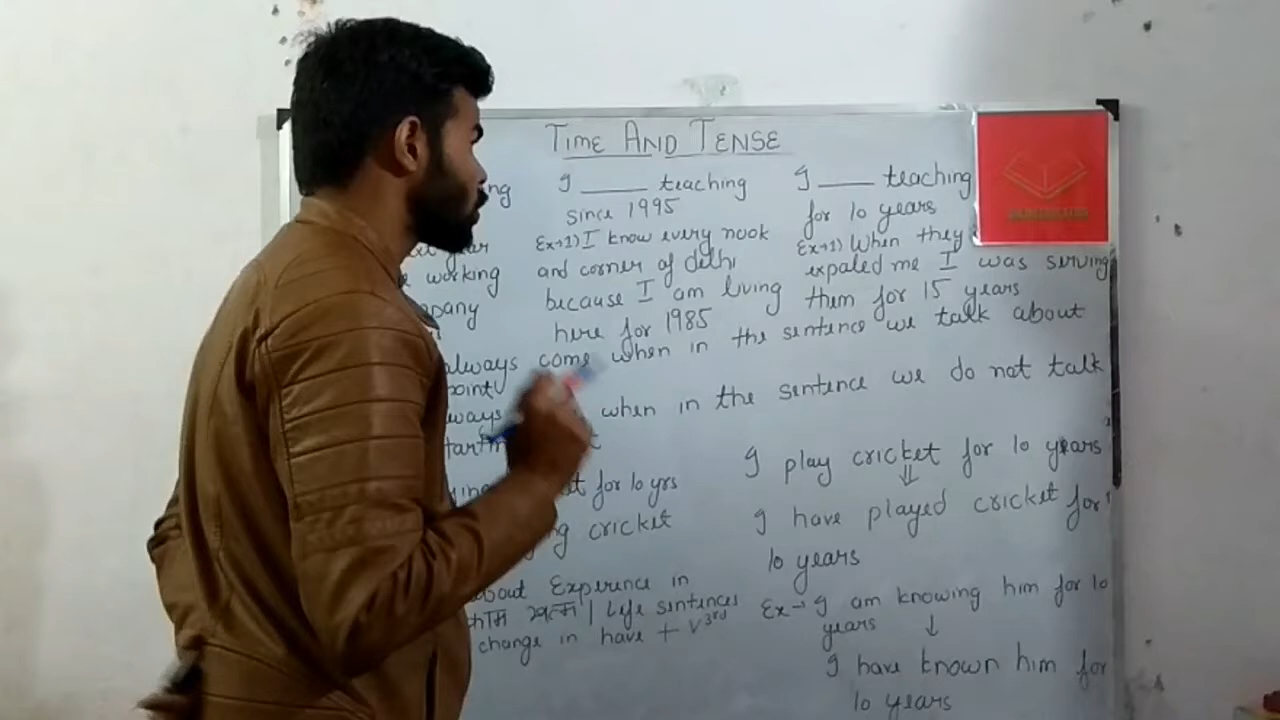 TIME AND TENSE
I ____ teaching
since 1995
Ex→1) I know every nook
and corner of delhi
because I am living
here for 1985
I ____ teaching
for 10 years
Ex→1) When they
expaled me I was serving
them for 15 years
working
always come when in the sentence we talk about
point
when in the sentence we do not talk
for 10 yrs
cricket
I play cricket for 10 years
⇓
I have played cricket for
10 years
about Experince in
काम खत्म | Life sentences
change in have + V3rd
Ex→ I am knowing him for 10
years ↓
I have known him for
10 years